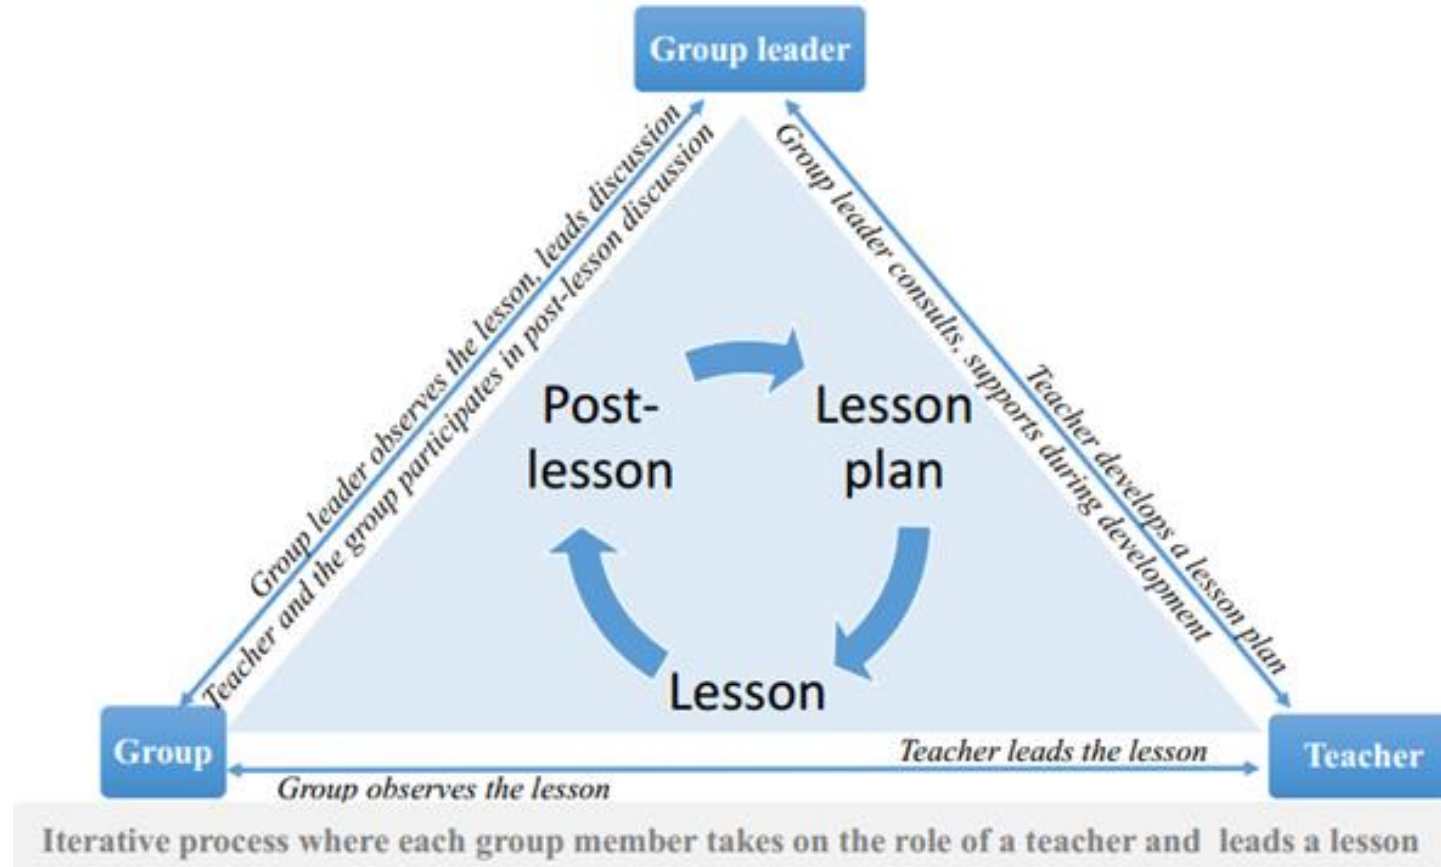 Group leader
Group leader observes the lesson, leads discussion
Teacher and the group participates in post-lesson discussion
Group leader consults, supports during development
Teacher develops a lesson plan
Post-
lesson
Lesson
plan
Lesson
Group
Teacher leads the lesson
Teacher
Group observes the lesson
Iterative process where each group member takes on the role of a teacher and leads a lesson